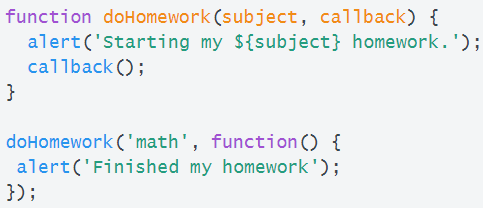 function doHomework(subject, callback) {
  alert('Starting my ${subject} homework.');
  callback();
}

doHomework('math', function() {
 alert('Finished my homework');
});